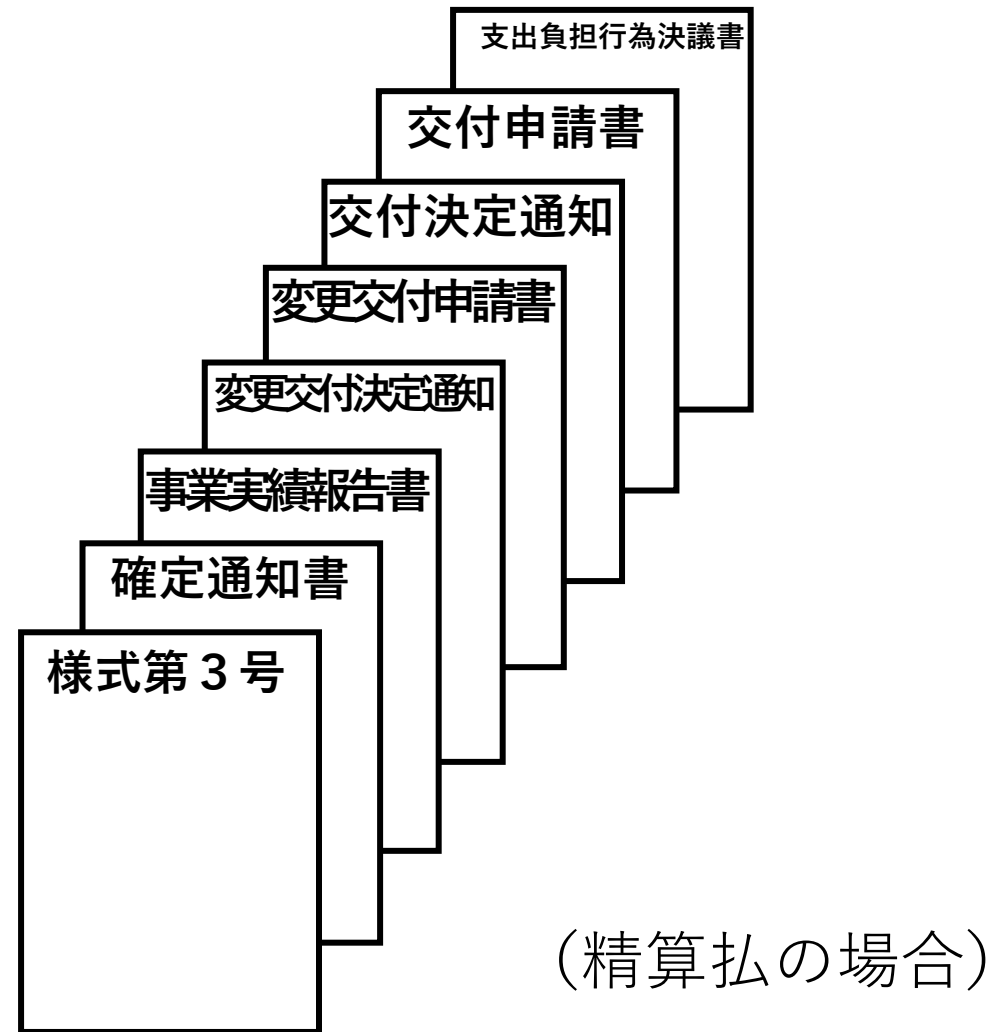 支出負担行為決議書
交付申請書
交付決定通知
変更交付申請書
変更交付決定通知
事業実績報告書
確定通知書
様式第３号
（精算払の場合）